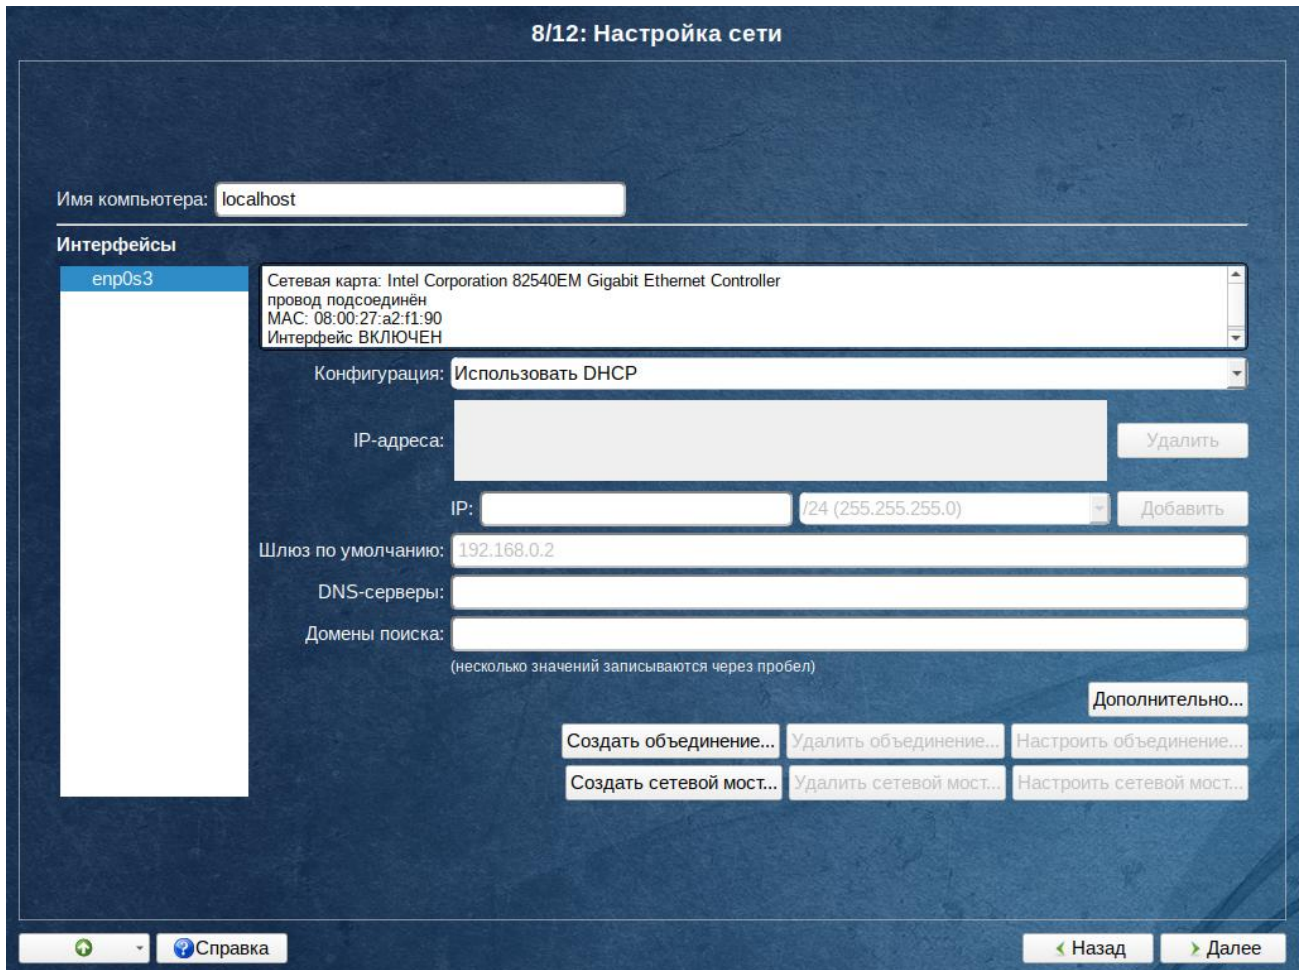 8/12: Настройка сети
Имя компьютера: localhost
Интерфейсы
enp0s3
Сетевая карта: Intel Corporation 82540EM Gigabit Ethernet Controller
провод подсоединён
MAC: 08:00:27:a2:f1:90
Интерфейс ВКЛЮЧЕН
Конфигурация: Использовать DHCP
IP-адреса: Удалить
IP: /24 (255.255.255.0) Добавить
Шлюз по умолчанию: 192.168.0.2
DNS-серверы:
Домены поиска:
(несколько значений записываются через пробел)
Дополнительно...
Создать объединение... Удалить объединение... Настроить объединение...
Создать сетевой мост... Удалить сетевой мост... Настроить сетевой мост...
Справка Назад Далее